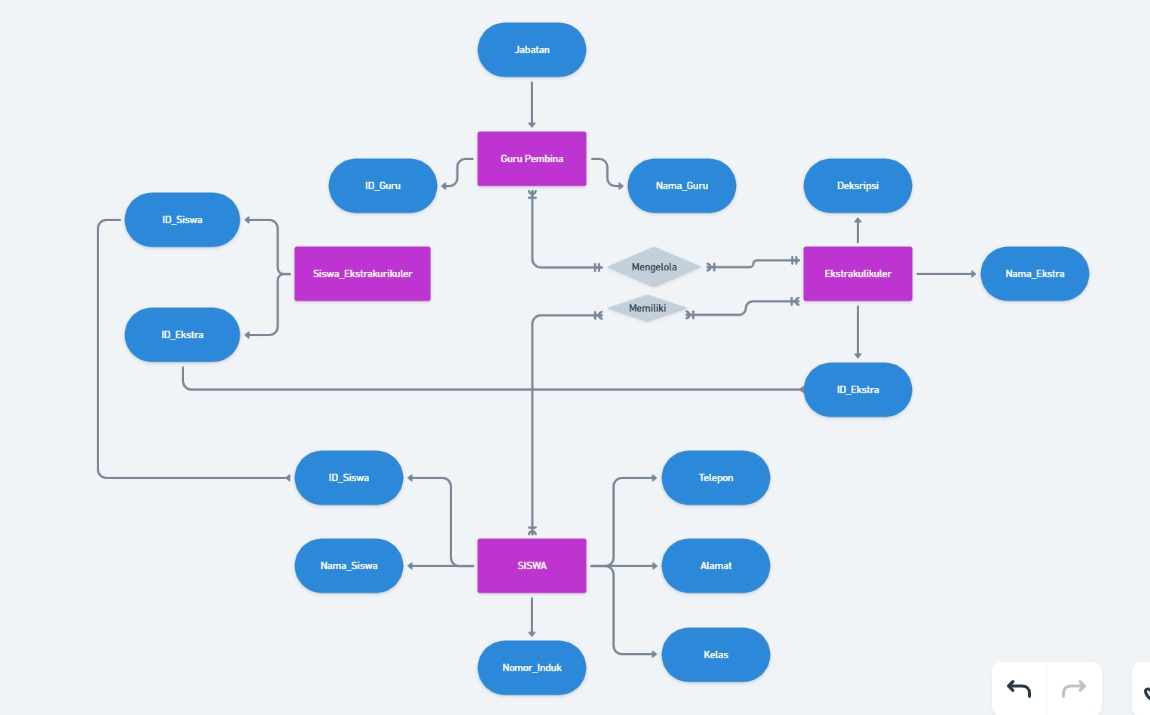 Jabatan
Guru Pembina
ID_Guru
Nama_Guru
Deksripsi
ID_Siswa
Siswa_Ekstrakurikuler
Mengelola
Ekstrakulikuler
Nama_Ekstra
Memiliki
ID_Ekstra
ID_Ekstra
ID_Siswa
Telepon
Nama_Siswa
SISWA
Alamat
Nomor_Induk
Kelas